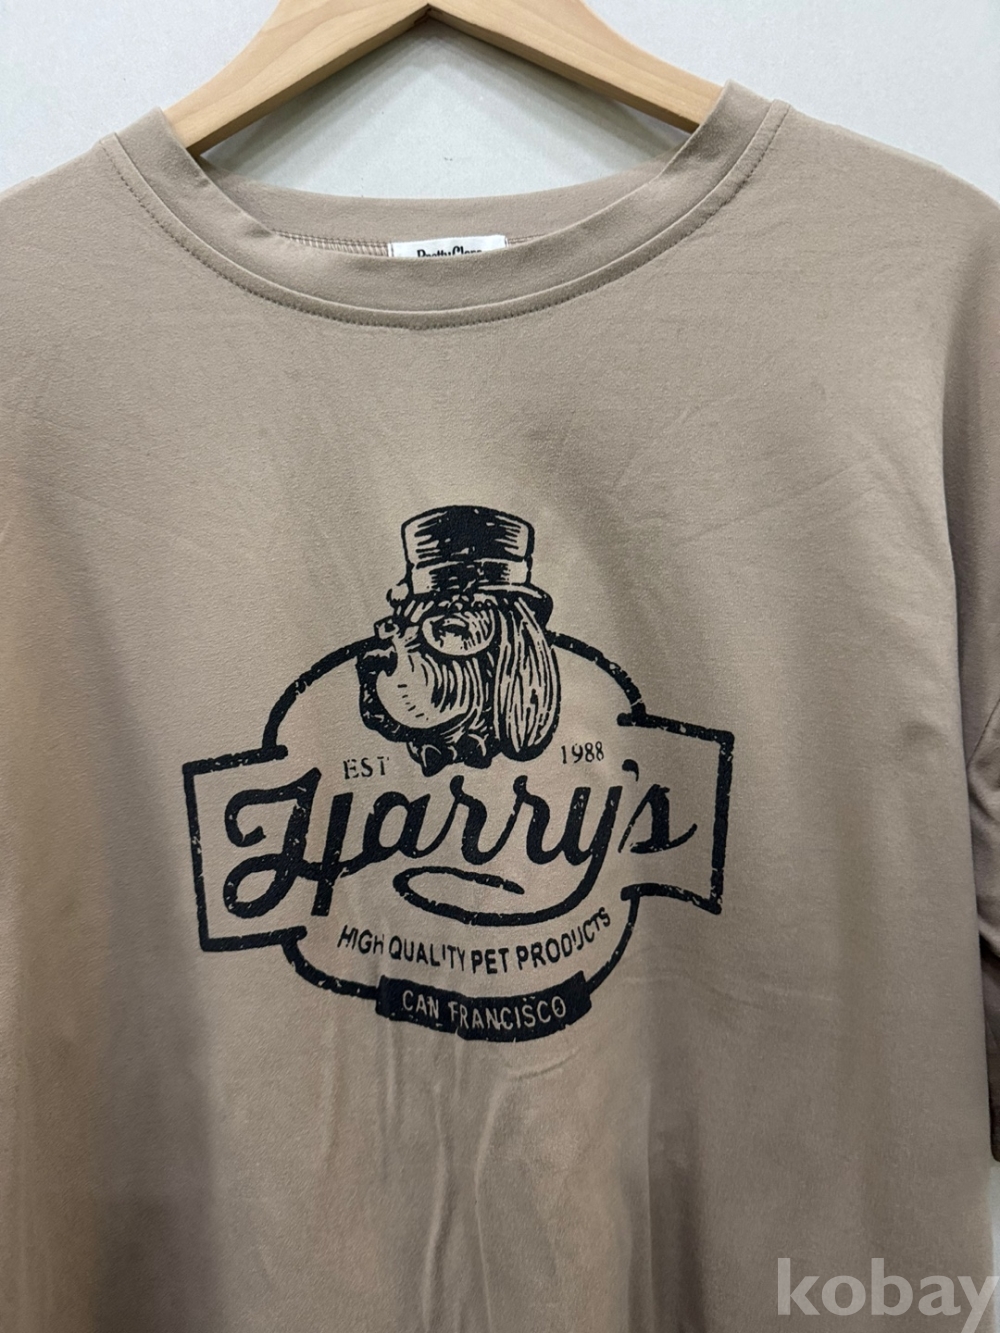 EST 1988
Harry's
HIGH QUALITY PET PRODUCTS
CAN FRANCISCO
kobay